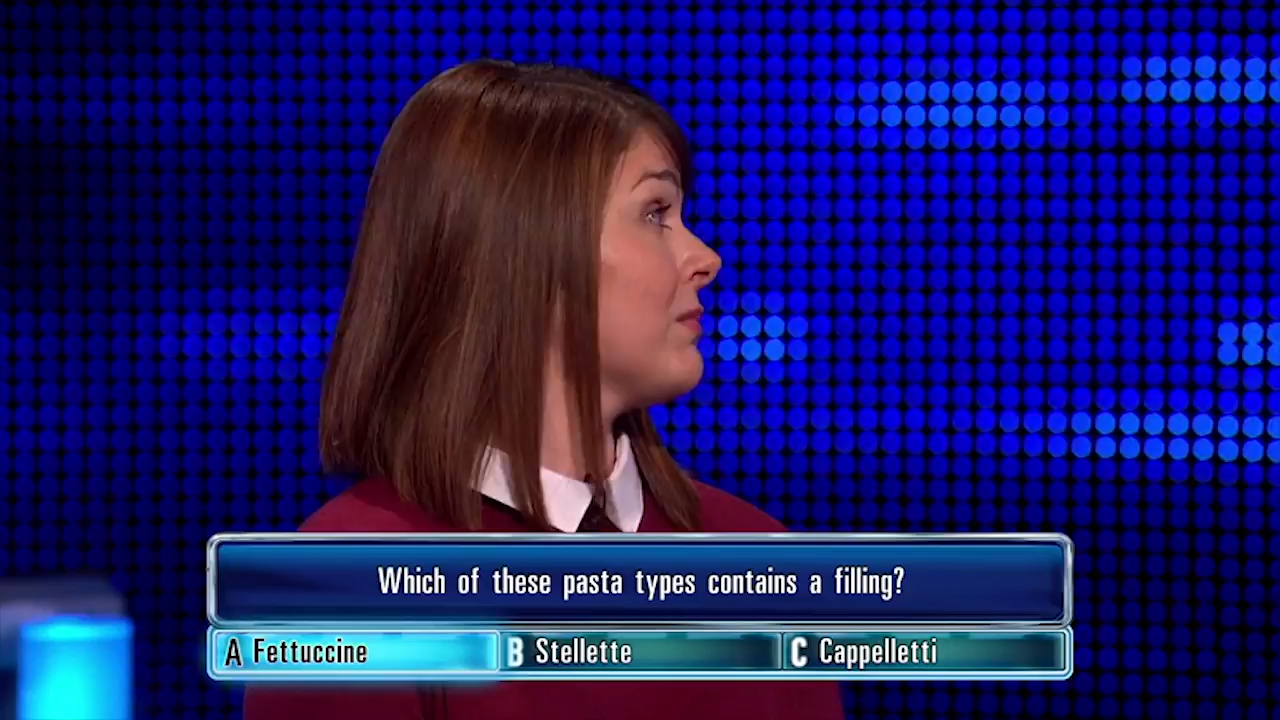 Which of these pasta types contains a filling?
A Fettuccine
B Stellette
C Cappelletti